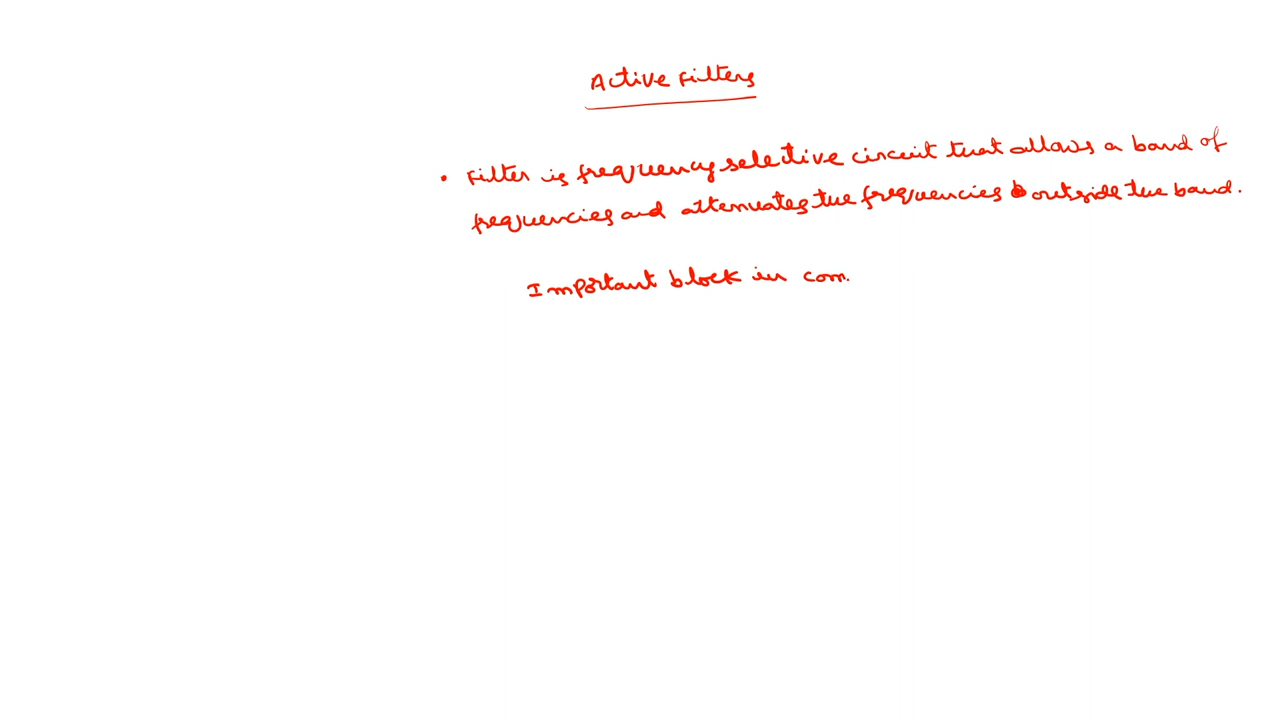 Active Filters
• Filter is frequency selective circuit that allows a band of
frequencies and attenuates the frequencies outside the band.
Important block in com.